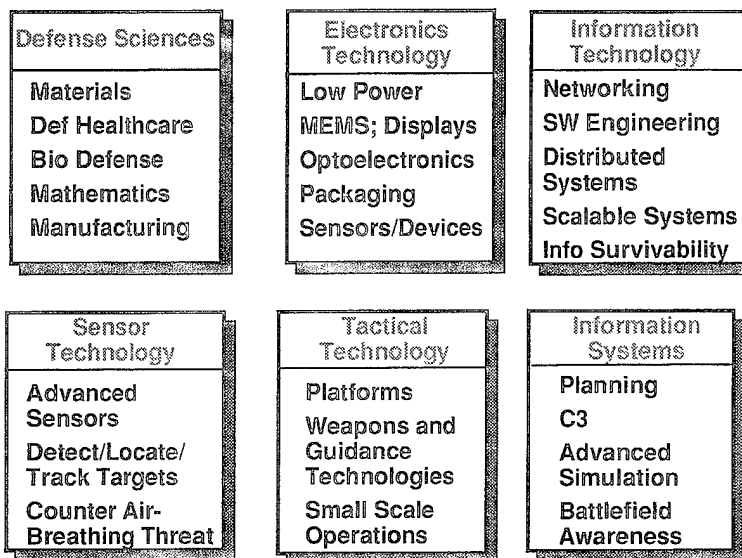 Defense Sciences
Materials
Def Healthcare
Bio Defense
Mathematics
Manufacturing
Electronics
Technology
Low Power
MEMS; Displays
Optoelectronics
Packaging
Sensors/Devices
Information
Technology
Networking
SW Engineering
Distributed
Systems
Scalable Systems
Info Survivability
Sensor
Technology
Advanced
Sensors
Detect/Locate/
Track Targets
Counter Air-
Breathing Threat
Tactical
Technology
Platforms
Weapons and
Guidance
Technologies
Small Scale
Operations
Information
Systems
Planning
C3
Advanced
Simulation
Battlefield
Awareness